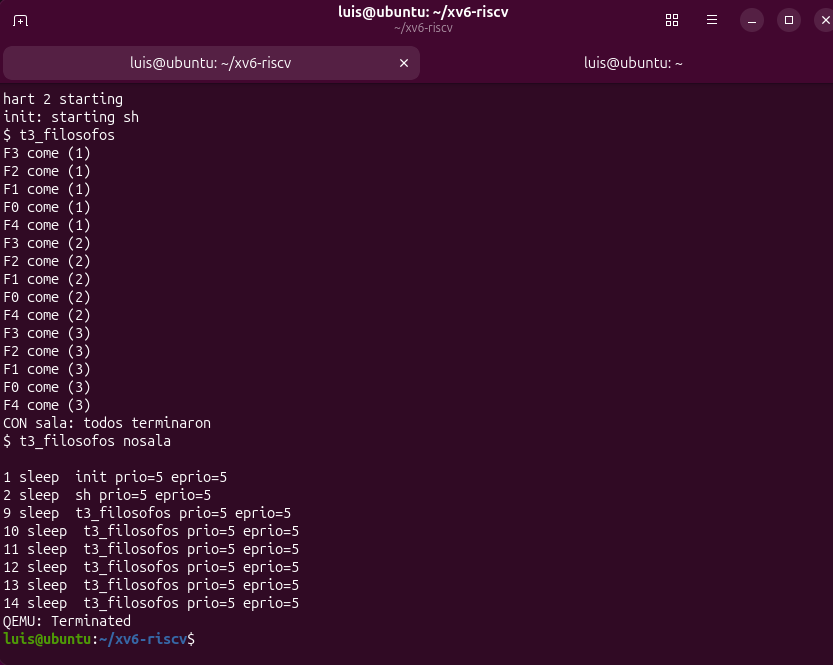 luis@ubuntu: ~/xv6-riscv
~/xv6-riscv
luis@ubuntu: ~/xv6-riscv
luis@ubuntu: ~
hart 2 starting
init: starting sh
$ t3_filosofos
F3 come (1)
F2 come (1)
F1 come (1)
F0 come (1)
F4 come (1)
F3 come (2)
F2 come (2)
F1 come (2)
F0 come (2)
F4 come (2)
F3 come (3)
F2 come (3)
F1 come (3)
F0 come (3)
F4 come (3)
CON sala: todos terminaron
$ t3_filosofos nosala

1 sleep  init prio=5 eprio=5
2 sleep  sh prio=5 eprio=5
9 sleep  t3_filosofos prio=5 eprio=5
10 sleep  t3_filosofos prio=5 eprio=5
11 sleep  t3_filosofos prio=5 eprio=5
12 sleep  t3_filosofos prio=5 eprio=5
13 sleep  t3_filosofos prio=5 eprio=5
14 sleep  t3_filosofos prio=5 eprio=5
QEMU: Terminated
luis@ubuntu:~/xv6-riscv$